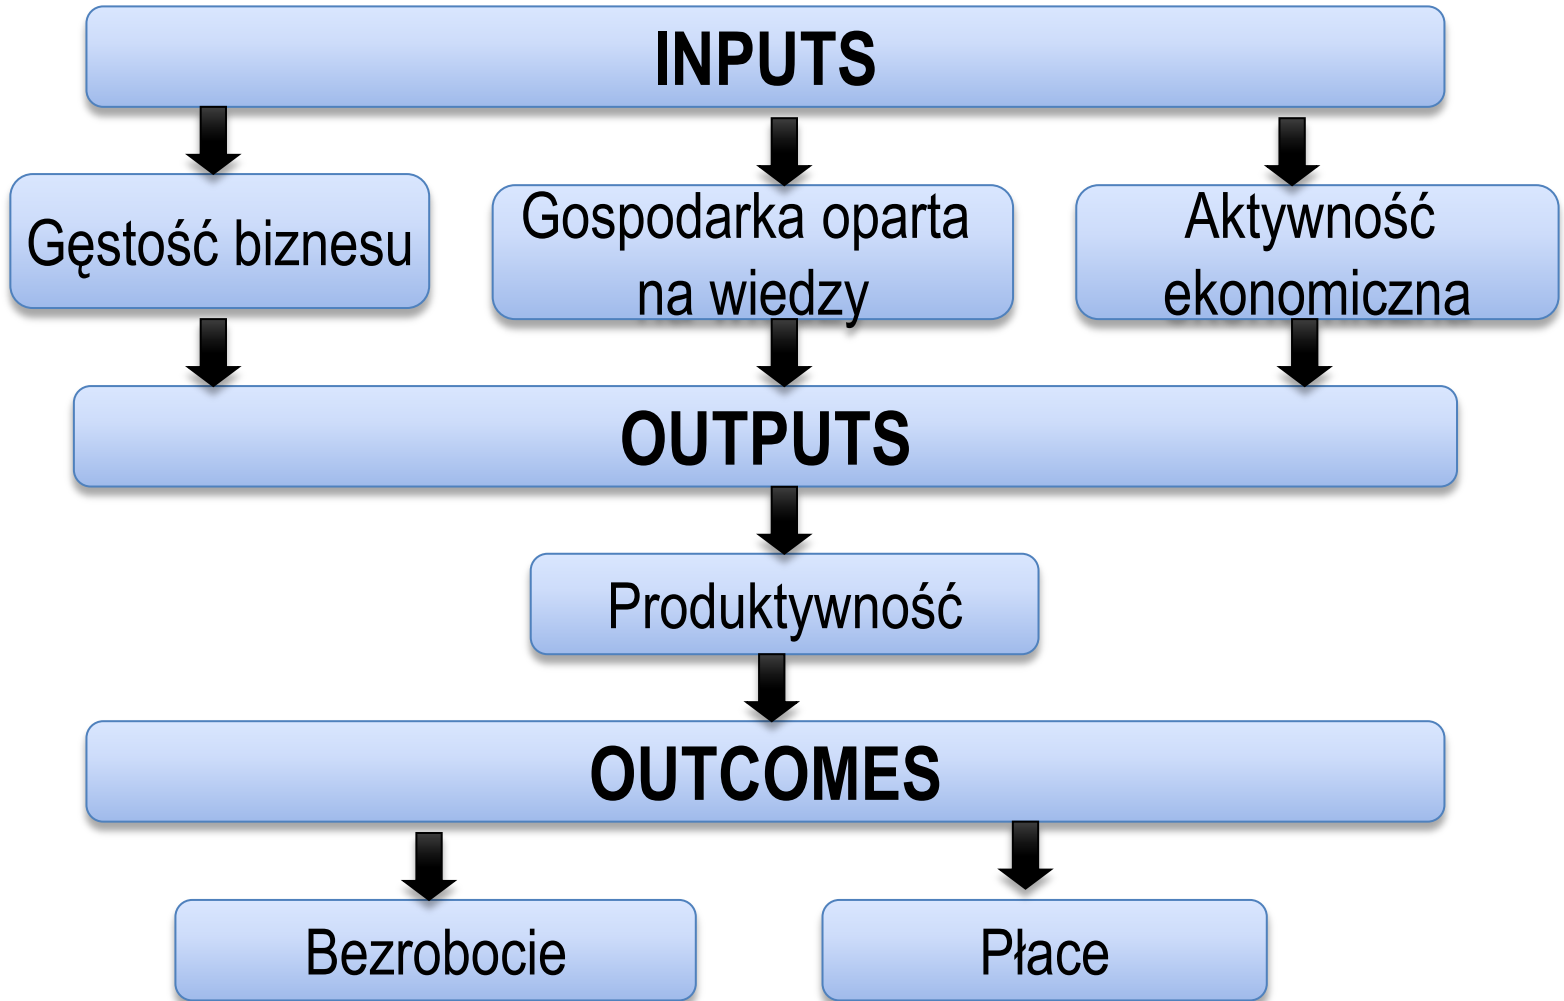 INPUTS
Gęstość biznesu
Gospodarka oparta
na wiedzy
Aktywność
ekonomiczna
OUTPUTS
Produktywność
OUTCOMES
Bezrobocie
Płace